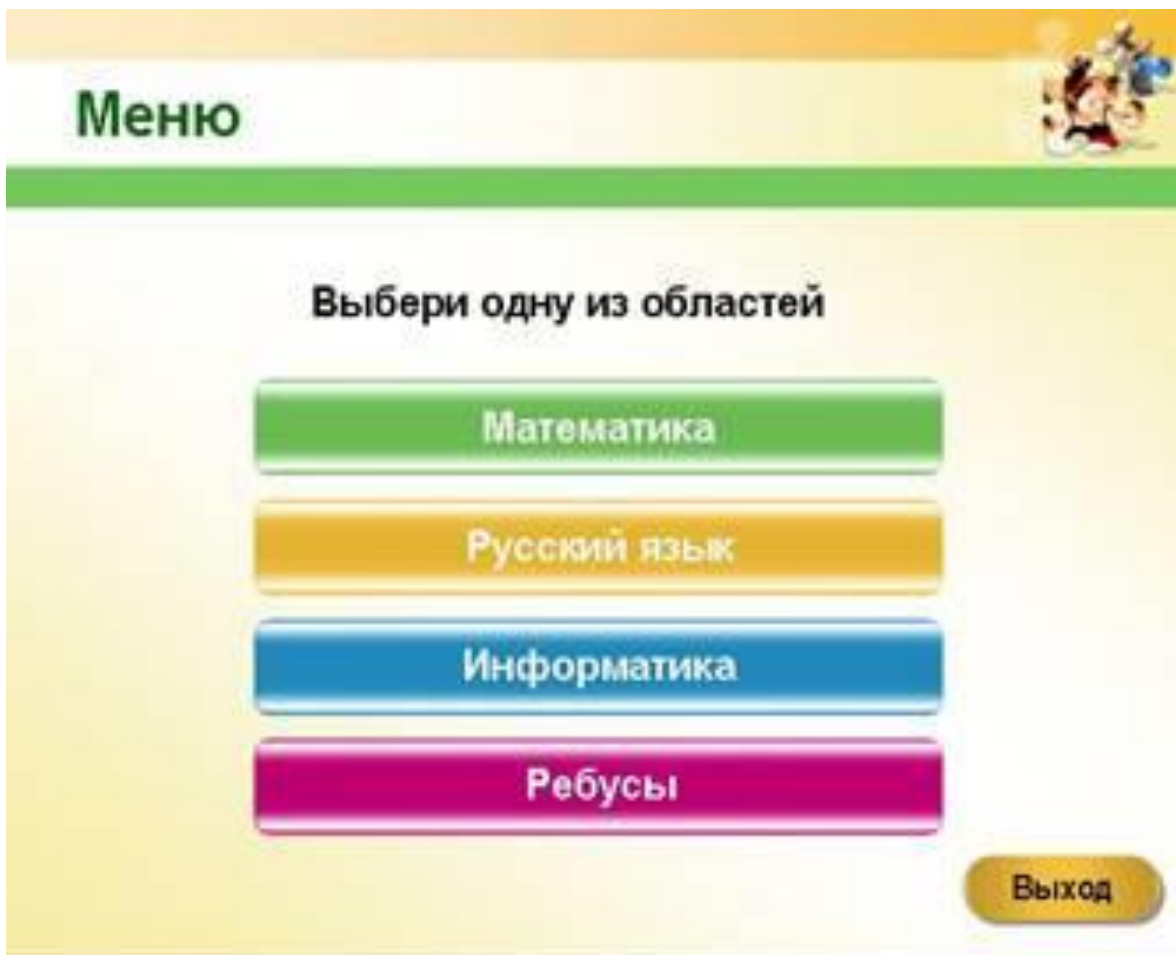 Меню
Выбери одну из областей
Математика
Русский язык
Информатика
Ребусы
Выход